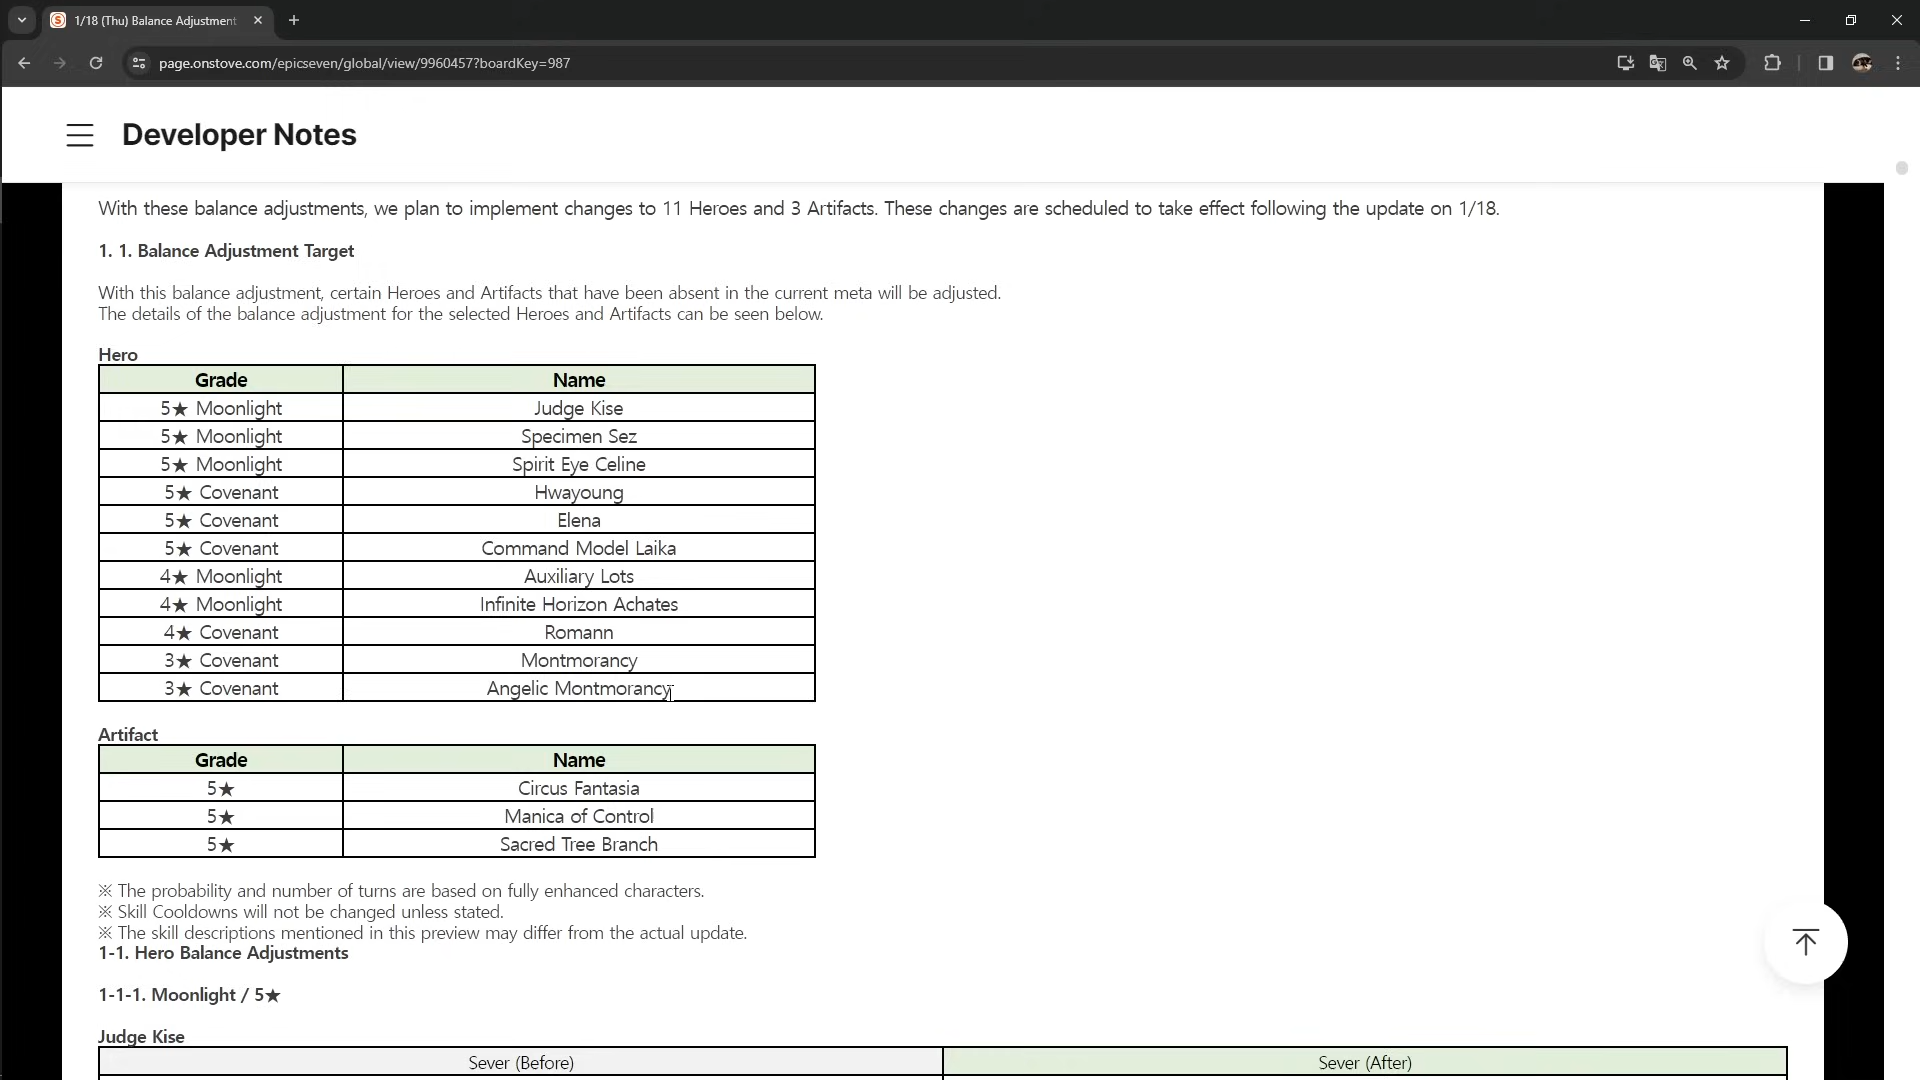 1/18 (Thu) Balance Adjustment
page.onstove.com/epicseven/global/view/9960457?boardKey=987
Developer Notes
With these balance adjustments, we plan to implement changes to 11 Heroes and 3 Artifacts. These changes are scheduled to take effect following the update on 1/18.
1. 1. Balance Adjustment Target
With this balance adjustment, certain Heroes and Artifacts that have been absent in the current meta will be adjusted.
The details of the balance adjustment for the selected Heroes and Artifacts can be seen below.
Hero
Grade Name
5★ Moonlight Judge Kise
5★ Moonlight Specimen Sez
5★ Moonlight Spirit Eye Celine
5★ Covenant Hwayoung
5★ Covenant Elena
5★ Covenant Command Model Laika
4★ Moonlight Auxiliary Lots
4★ Moonlight Infinite Horizon Achates
4★ Covenant Romann
3★ Covenant Montmorancy
3★ Covenant Angelic Montmorancy
Artifact
Grade Name
5★ Circus Fantasia
5★ Manica of Control
5★ Sacred Tree Branch
※ The probability and number of turns are based on fully enhanced characters.
※ Skill Cooldowns will not be changed unless stated.
※ The skill descriptions mentioned in this preview may differ from the actual update.
1-1. Hero Balance Adjustments
1-1-1. Moonlight / 5★
Judge Kise
Sever (Before) Sever (After)